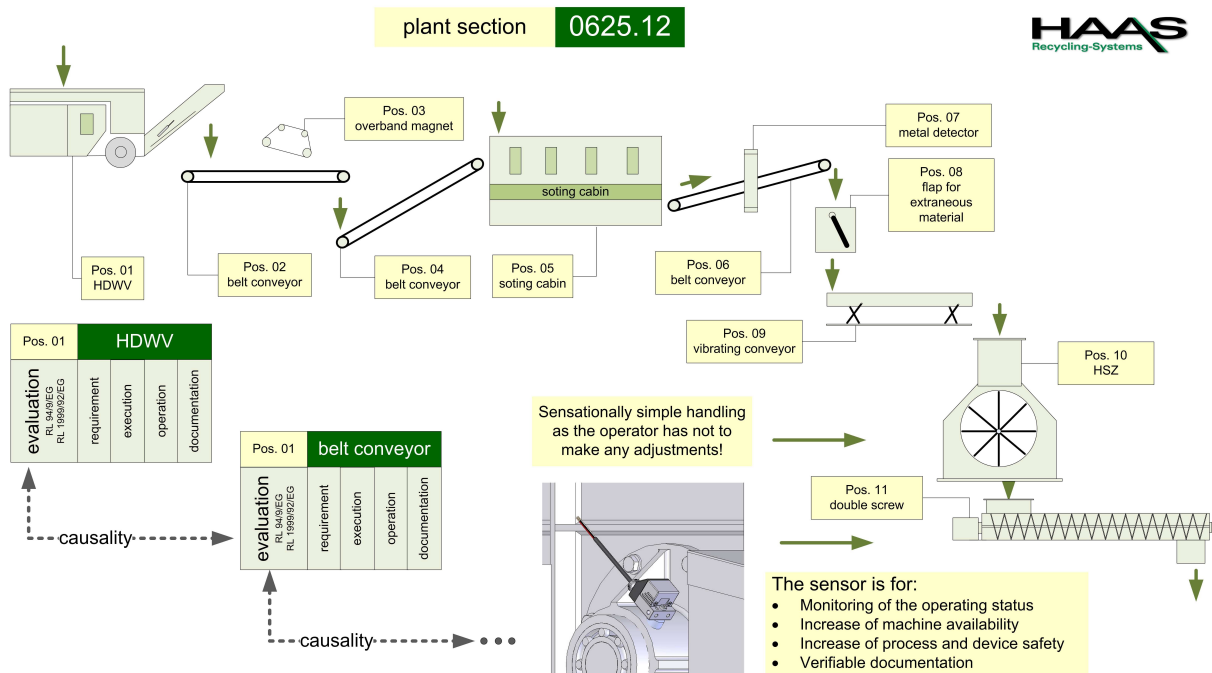 plant section 0625.12
HAAS
Recycling-Systems
Pos. 03
overband magnet
Pos. 07
metal detector
soting cabin
Pos. 08
flap for
extraneous
material
Pos. 01
HDWV
Pos. 02
belt conveyor
Pos. 04
belt conveyor
Pos. 05
soting cabin
Pos. 06
belt conveyor
Pos. 09
vibrating conveyor
Pos. 10
HSZ
Pos. 01 HDWV
evaluation
RL 94/9/EG
RL 1999/92/EG
requirement
execution
operation
documentation
causality
Pos. 01 belt conveyor
evaluation
RL 94/9/EG
RL 1999/92/EG
requirement
execution
operation
documentation
causality
Sensationally simple handling
as the operator has not to
make any adjustments!
Pos. 11
double screw
The sensor is for:
• Monitoring of the operating status
• Increase of machine availability
• Increase of process and device safety
• Verifiable documentation